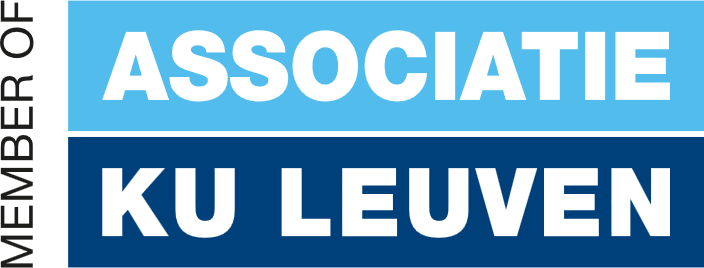 MEMBER OF
ASSOCIATIE
KU LEUVEN